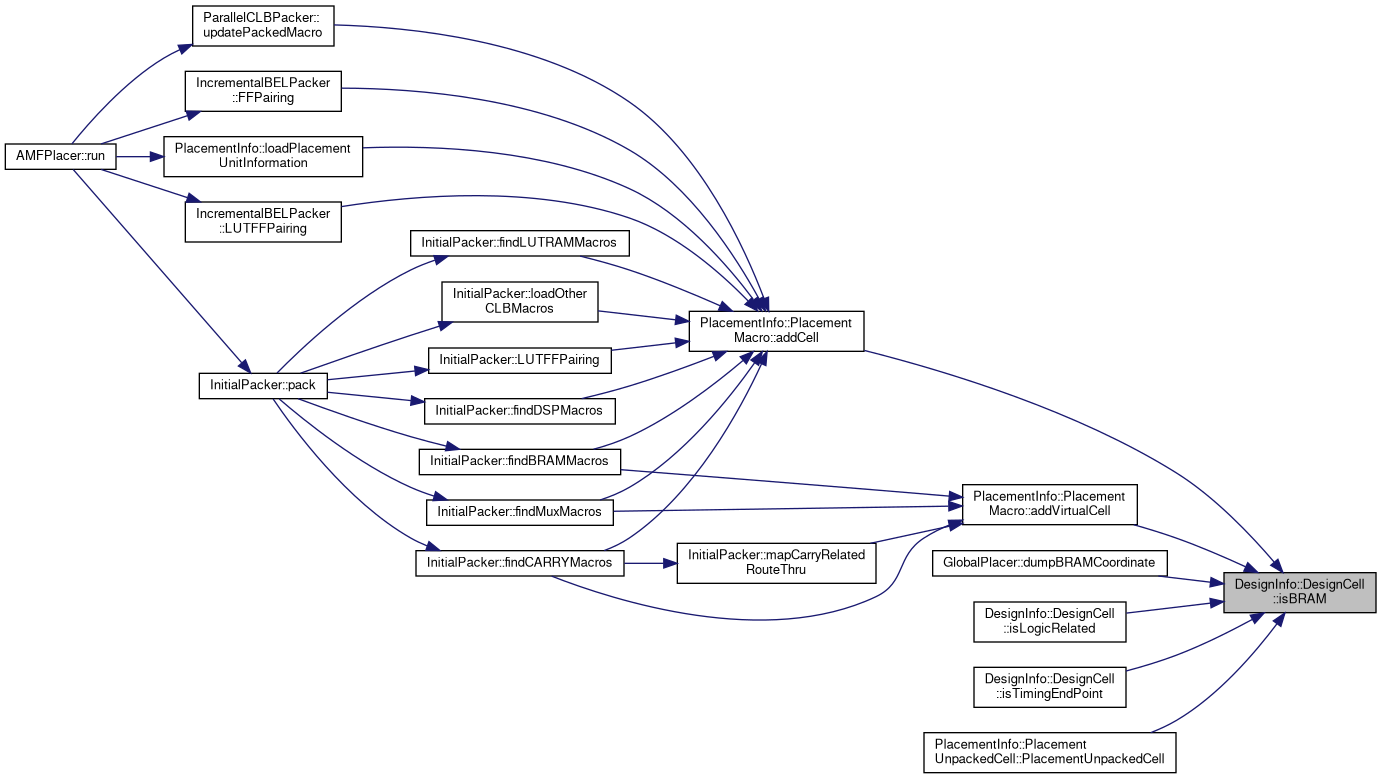 ParallelCLBPacker::
updatePackedMacro
IncrementalBELPacker
::FFPairing
AMFPlacer::run
PlacementInfo::loadPlacement
UnitInformation
IncrementalBELPacker
::LUTFFPairing
InitialPacker::findLUTRAMMacros
InitialPacker::loadOther
CLBMacros
PlacementInfo::Placement
Macro::addCell
InitialPacker::LUTFFPairing
InitialPacker::pack
InitialPacker::findDSPMacros
InitialPacker::findBRAMMacros
InitialPacker::findMuxMacros
PlacementInfo::Placement
Macro::addVirtualCell
InitialPacker::findCARRYMacros
InitialPacker::mapCarryRelated
RouteThru
GlobalPlacer::dumpBRAMCoordinate
DesignInfo::DesignCell
::isBRAM
DesignInfo::DesignCell
::isLogicRelated
DesignInfo::DesignCell
::isTimingEndPoint
PlacementInfo::Placement
UnpackedCell::PlacementUnpackedCell